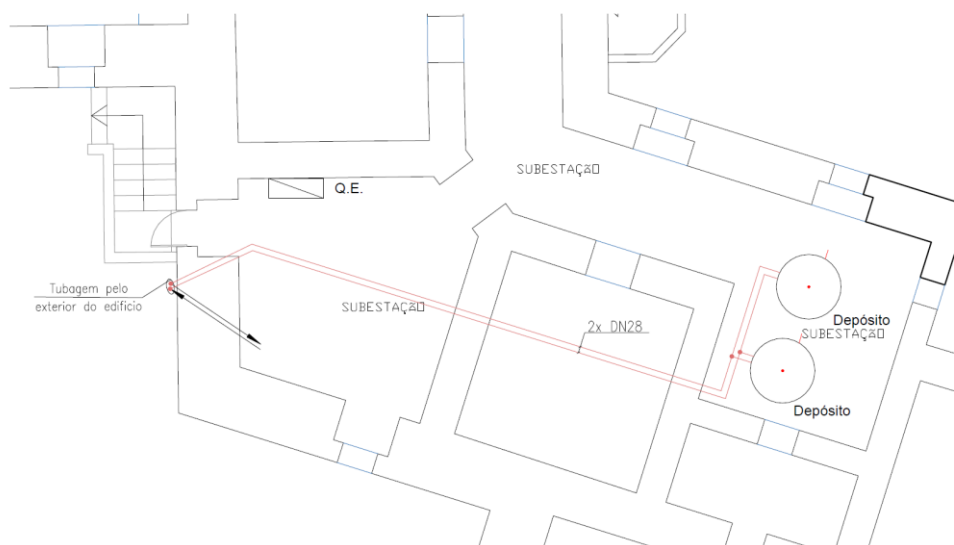 SUBESTAÇÃ▯
Q.E.
Tubagem pelo
exterior do edifício
SUBESTAÇÃ▯
2x DN28
Depósito
SUBESTAÇÃ▯
Depósito